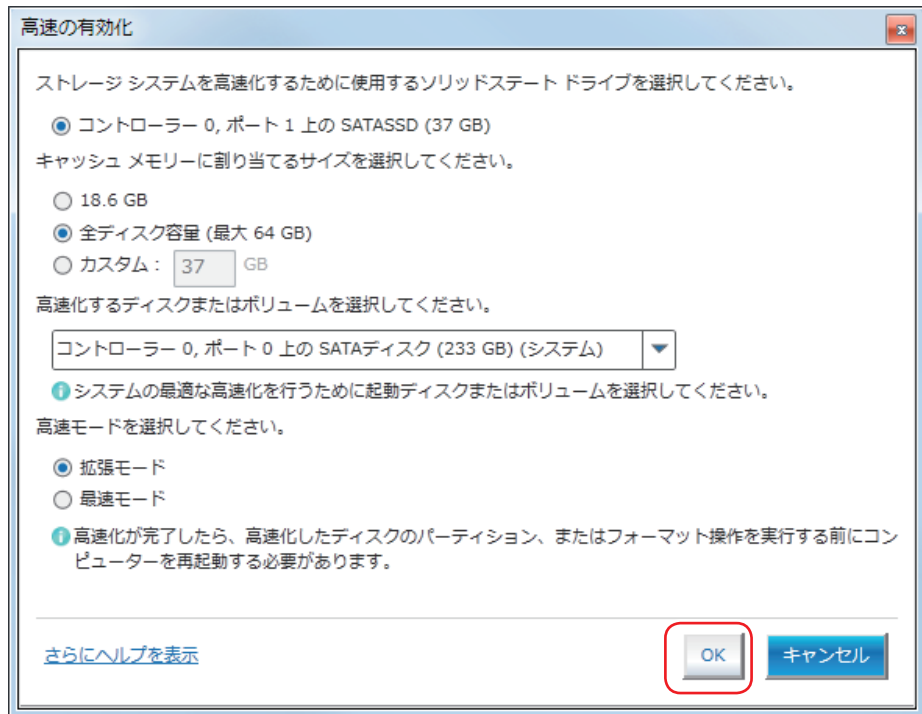 高速の有効化
ストレージ システムを高速化するために使用するソリッドステート ドライブを選択してください。
コントローラー 0, ポート 1 上の SATASSD (37 GB)
キャッシュ メモリーに割り当てるサイズを選択してください。
18.6 GB
全ディスク容量 (最大 64 GB)
カスタム : 37 GB
高速化するディスクまたはボリュームを選択してください。
コントローラー 0, ポート 0 上の SATAディスク (233 GB) (システム)
システムの最適な高速化を行うために起動ディスクまたはボリュームを選択してください。
高速モードを選択してください。
拡張モード
最速モード
高速化が完了したら、高速化したディスクのパーティション、またはフォーマット操作を実行する前にコン
ピューターを再起動する必要があります。
さらにヘルプを表示 OK キャンセル